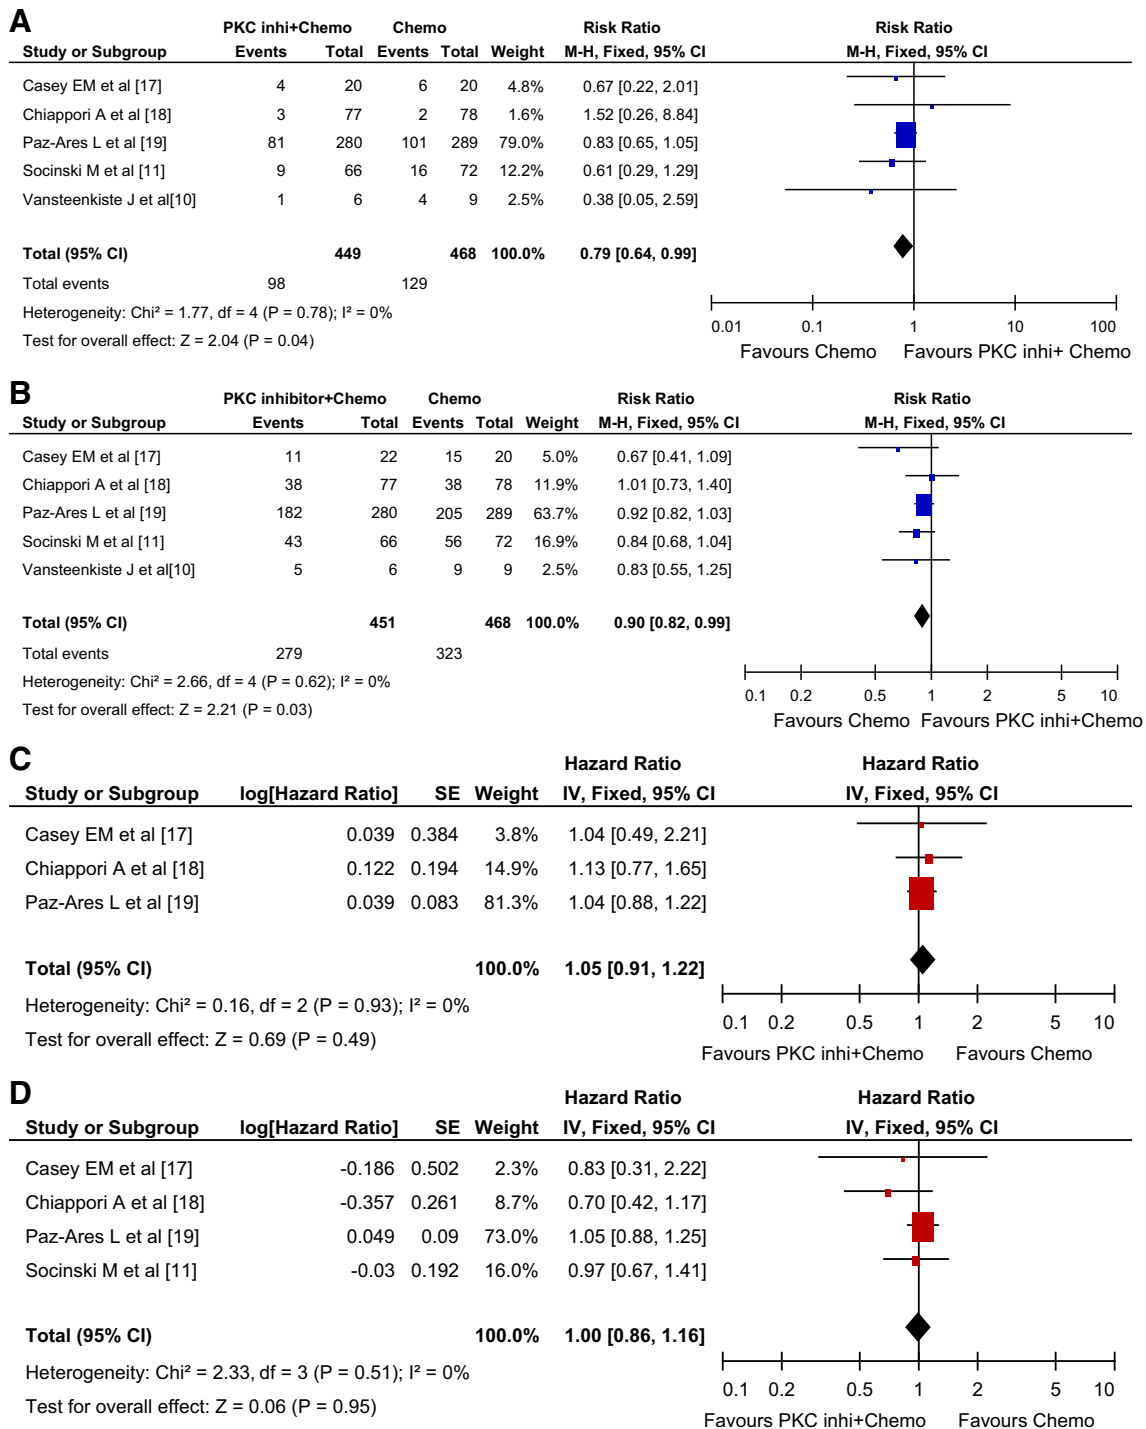 A
PKC inhi+Chemo Chemo Risk Ratio Risk Ratio
Study or Subgroup Events Total Events Total Weight M-H, Fixed, 95% CI M-H, Fixed, 95% CI
Casey EM et al [17] 4 20 6 20 4.8% 0.67 [0.22, 2.01]
Chiappori A et al [18] 3 77 2 78 1.6% 1.52 [0.26, 8.84]
Paz-Ares L et al [19] 81 280 101 289 79.0% 0.83 [0.65, 1.05]
Socinski M et al [11] 9 66 16 72 12.2% 0.61 [0.29, 1.29]
Vansteenkiste J et al[10] 1 6 4 9 2.5% 0.38 [0.05, 2.59]
Total (95% CI) 449 468 100.0% 0.79 [0.64, 0.99]
Total events 98 129
Heterogeneity: Chi² = 1.77, df = 4 (P = 0.78); I² = 0%
Test for overall effect: Z = 2.04 (P = 0.04)
0.01 0.1 1 10 100
Favours Chemo Favours PKC inhi+ Chemo
B
PKC inhibitor+Chemo Chemo Risk Ratio Risk Ratio
Study or Subgroup Events Total Events Total Weight M-H, Fixed, 95% CI M-H, Fixed, 95% CI
Casey EM et al [17] 11 22 15 20 5.0% 0.67 [0.41, 1.09]
Chiappori A et al [18] 38 77 38 78 11.9% 1.01 [0.73, 1.40]
Paz-Ares L et al [19] 182 280 205 289 63.7% 0.92 [0.82, 1.03]
Socinski M et al [11] 43 66 56 72 16.9% 0.84 [0.68, 1.04]
Vansteenkiste J et al[10] 5 6 9 9 2.5% 0.83 [0.55, 1.25]
Total (95% CI) 451 468 100.0% 0.90 [0.82, 0.99]
Total events 279 323
Heterogeneity: Chi² = 2.66, df = 4 (P = 0.62); I² = 0%
Test for overall effect: Z = 2.21 (P = 0.03)
0.1 0.2 0.5 1 2 5 10
Favours Chemo Favours PKC inhi+Chemo
C
Hazard Ratio Hazard Ratio
Study or Subgroup log[Hazard Ratio] SE Weight IV, Fixed, 95% CI IV, Fixed, 95% CI
Casey EM et al [17] 0.039 0.384 3.8% 1.04 [0.49, 2.21]
Chiappori A et al [18] 0.122 0.194 14.9% 1.13 [0.77, 1.65]
Paz-Ares L et al [19] 0.039 0.083 81.3% 1.04 [0.88, 1.22]
Total (95% CI) 100.0% 1.05 [0.91, 1.22]
Heterogeneity: Chi² = 0.16, df = 2 (P = 0.93); I² = 0%
Test for overall effect: Z = 0.69 (P = 0.49)
0.1 0.2 0.5 1 2 5 10
Favours PKC inhi+Chemo Favours Chemo
D
Hazard Ratio Hazard Ratio
Study or Subgroup log[Hazard Ratio] SE Weight IV, Fixed, 95% CI IV, Fixed, 95% CI
Casey EM et al [17] -0.186 0.502 2.3% 0.83 [0.31, 2.22]
Chiappori A et al [18] -0.357 0.261 8.7% 0.70 [0.42, 1.17]
Paz-Ares L et al [19] 0.049 0.09 73.0% 1.05 [0.88, 1.25]
Socinski M et al [11] -0.03 0.192 16.0% 0.97 [0.67, 1.41]
Total (95% CI) 100.0% 1.00 [0.86, 1.16]
Heterogeneity: Chi² = 2.33, df = 3 (P = 0.51); I² = 0%
Test for overall effect: Z = 0.06 (P = 0.95)
0.1 0.2 0.5 1 2 5 10
Favours PKC inhi+Chemo Favours Chemo